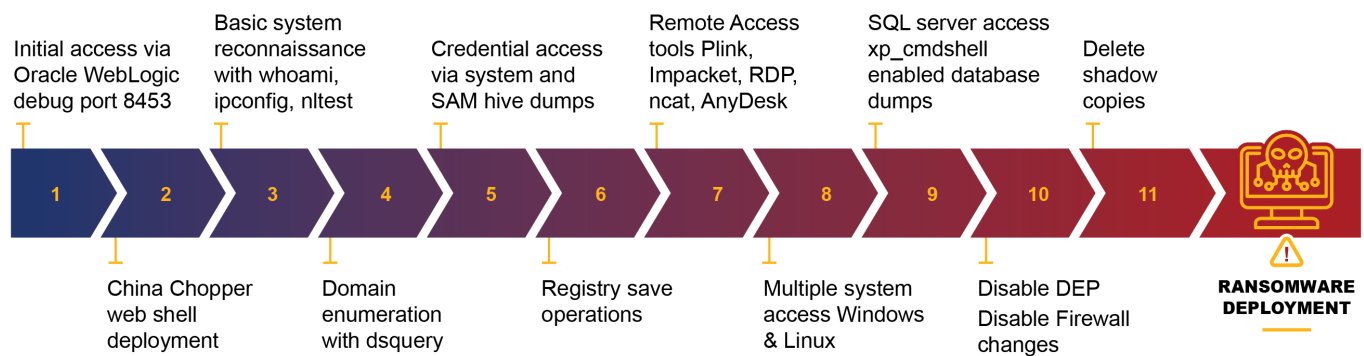 Initial access via
Oracle WebLogic
debug port 8453
Basic system
reconnaissance
with whoami,
ipconfig, nltest
Credential access
via system and
SAM hive dumps
Remote Access
tools Plink,
Impacket, RDP,
ncat, AnyDesk
SQL server access
xp_cmdshell
enabled database
dumps
Delete
shadow
copies
1
2
3
4
5
6
7
8
9
10
11
China Chopper
web shell
deployment
Domain
enumeration
with dsquery
Registry save
operations
Multiple system
access Windows
& Linux
Disable DEP
Disable Firewall
changes
!
RANSOMWARE
DEPLOYMENT